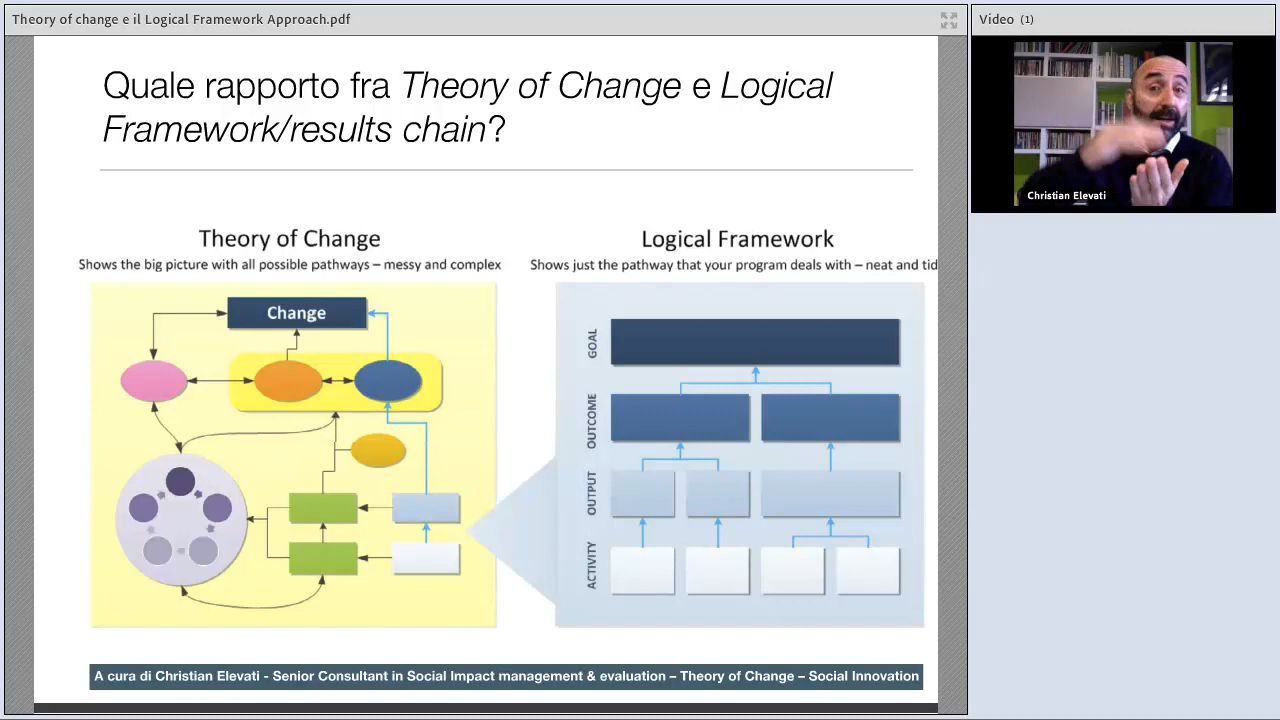 Theory of change e il Logical Framework Approach.pdf
Video (1)
Quale rapporto fra Theory of Change e Logical
Framework/results chain?
Theory of Change
Shows the big picture with all possible pathways – messy and complex
Change
Logical Framework
Shows just the pathway that your program deals with – neat and tid
GOAL
OUTCOME
OUTPUT
ACTIVITY
A cura di Christian Elevati - Senior Consultant in Social Impact management & evaluation – Theory of Change – Social Innovation
Christian Elevati